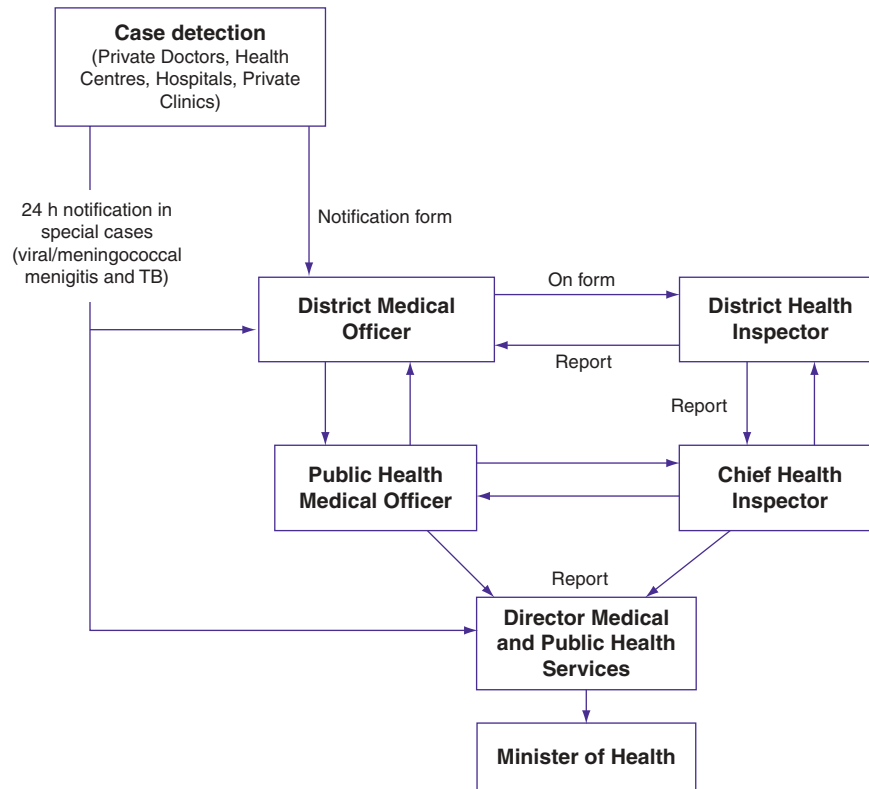 Case detection
(Private Doctors, Health
Centres, Hospitals, Private
Clinics)
24 h notification in
special cases
(viral/meningococcal
menigitis and TB)
Notification form
District Medical
Officer
On form
District Health
Inspector
Report
Report
Public Health
Medical Officer
Chief Health
Inspector
Report
Director Medical
and Public Health
Services
Minister of Health